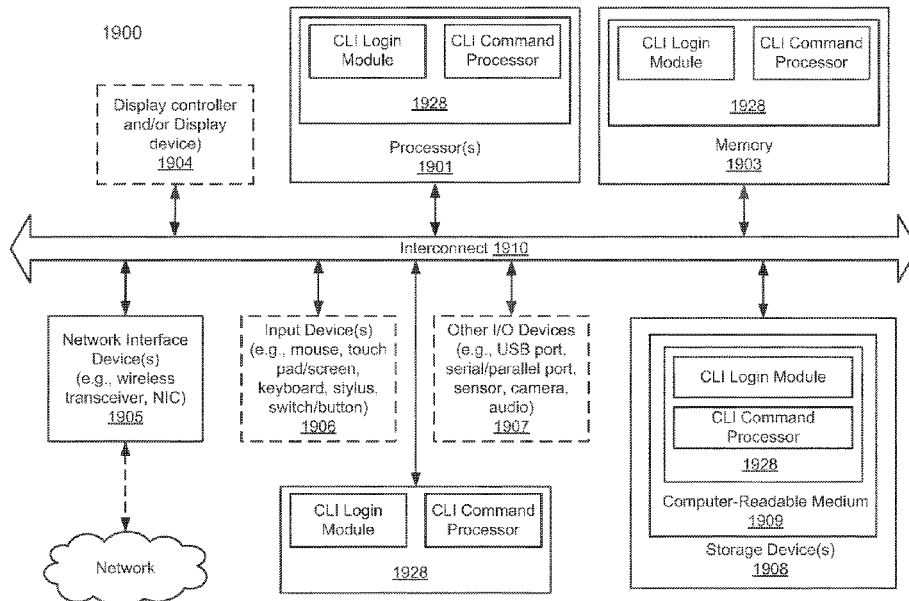 1900
Display controller
and/or Display
device)
1904
CLI Login
Module
CLI Command
Processor
1928
Processor(s)
1901
CLI Login
Module
CLI Command
Processor
1928
Memory
1903
Interconnect 1910
Network Interface
Device(s)
(e.g., wireless
transceiver, NIC)
1905
Input Device(s)
(e.g., mouse, touch
pad/screen,
keyboard, stylus,
switch/button)
1906
Other I/O Devices
(e.g., USB port,
serial/parallel port,
sensor, camera,
audio)
1907
CLI Login Module
CLI Command
Processor
1928
Computer-Readable Medium
1909
Storage Device(s)
1908
Network
CLI Login
Module
CLI Command
Processor
1928